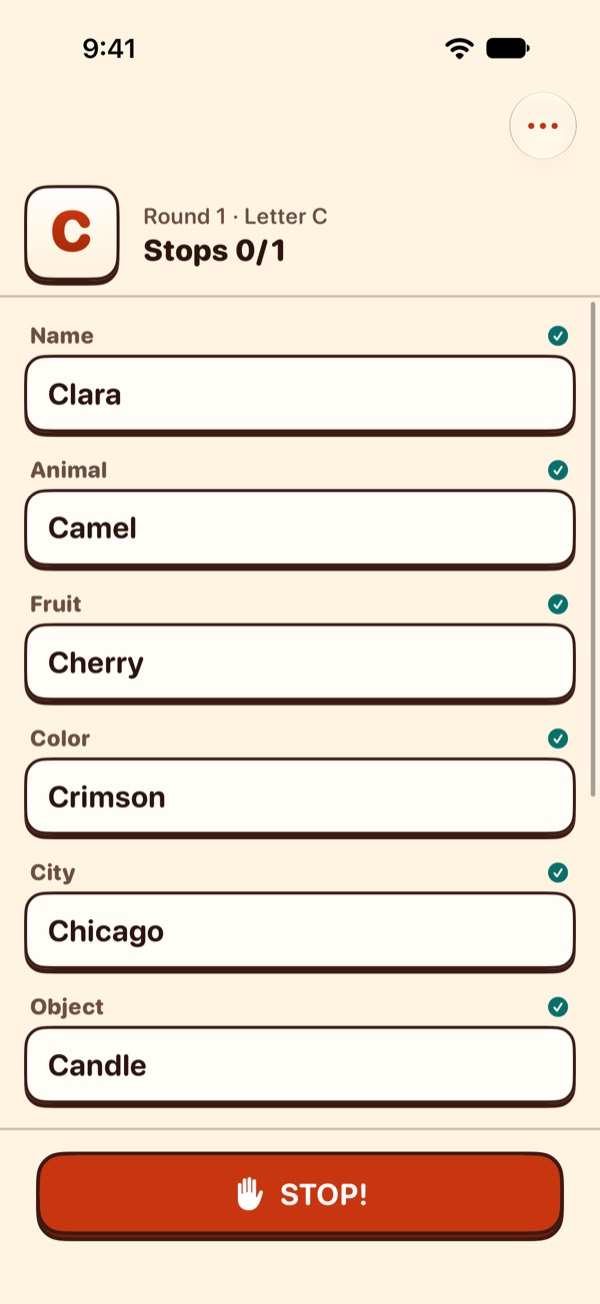 9:41
C
Round 1 · Letter C
Stops 0/1
Name
Clara
Animal
Camel
Fruit
Cherry
Color
Crimson
City
Chicago
Object
Candle
STOP!